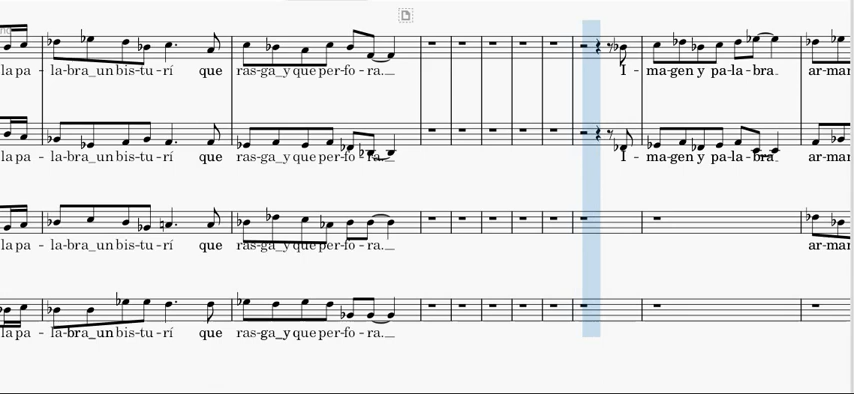 la pa - la-bra_un bis-tu-rí que ras-ga_y que per-fo-ra. I - ma-gen y pa-la-bra ar-mar
la pa - la-bra_un bis-tu-rí que ras-ga_y que per-fo-ra. I - ma-gen y pa-la-bra ar-mar
la pa - la-bra_un bis-tu-rí que ras-ga_y que per-fo-ra. ar-mar
la pa - la-bra_un bis-tu-rí que ras-ga_y que per-fo-ra.